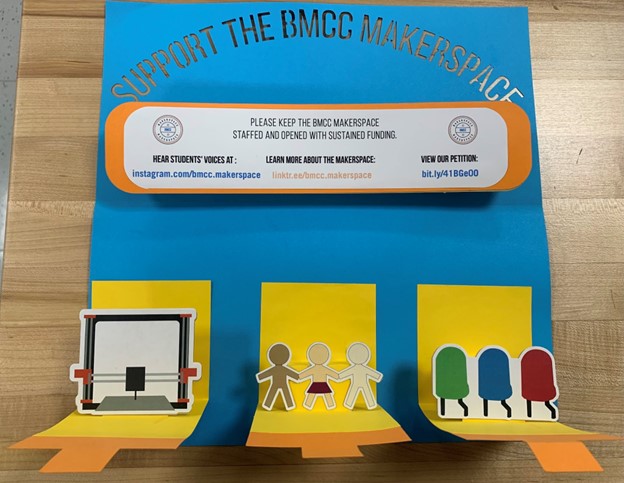 SUPPORT THE BMCC MAKERSPACE
PLEASE KEEP THE BMCC MAKERSPACE
STAFFED AND OPENED WITH SUSTAINED FUNDING.
HEAR STUDENTS' VOICES AT :
instagram.com/bmcc.makerspace
LEARN MORE ABOUT THE MAKERSPACE:
linktr.ee/bmcc.makerspace
VIEW OUR PETITION:
bit.ly/41BGeOO